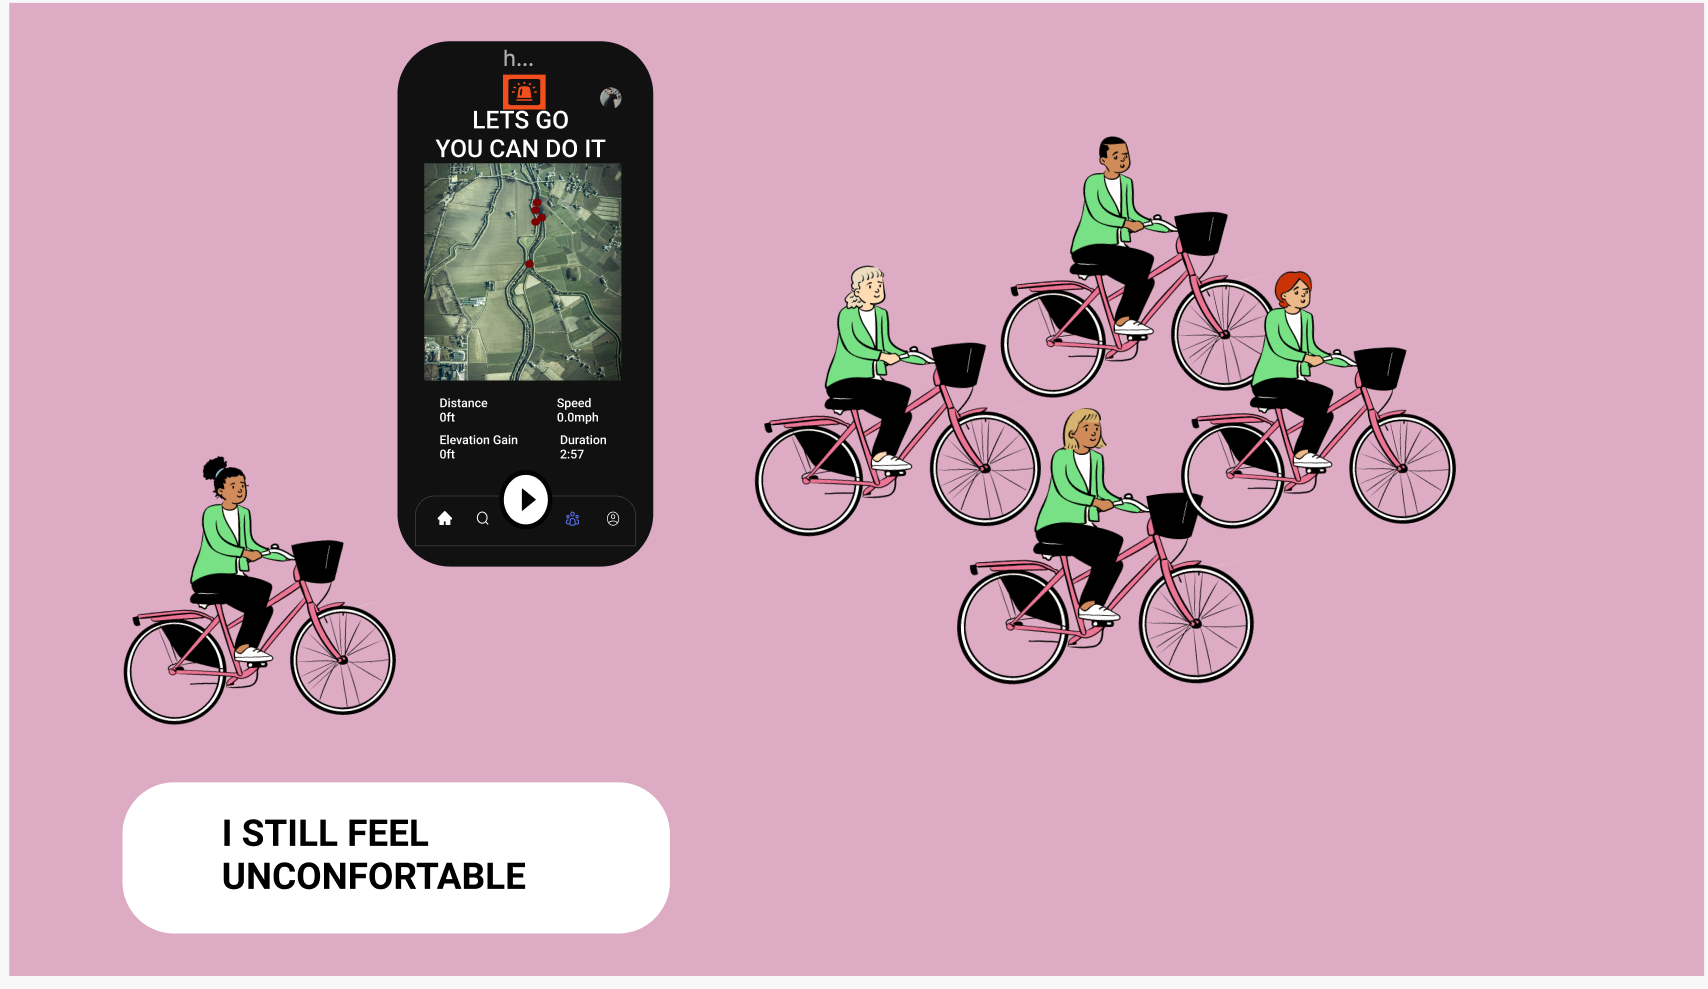 h...
LETS GO
YOU CAN DO IT
Distance
0ft
Speed
0.0mph
Elevation Gain
0ft
Duration
2:57
I STILL FEEL
UNCONFORTABLE